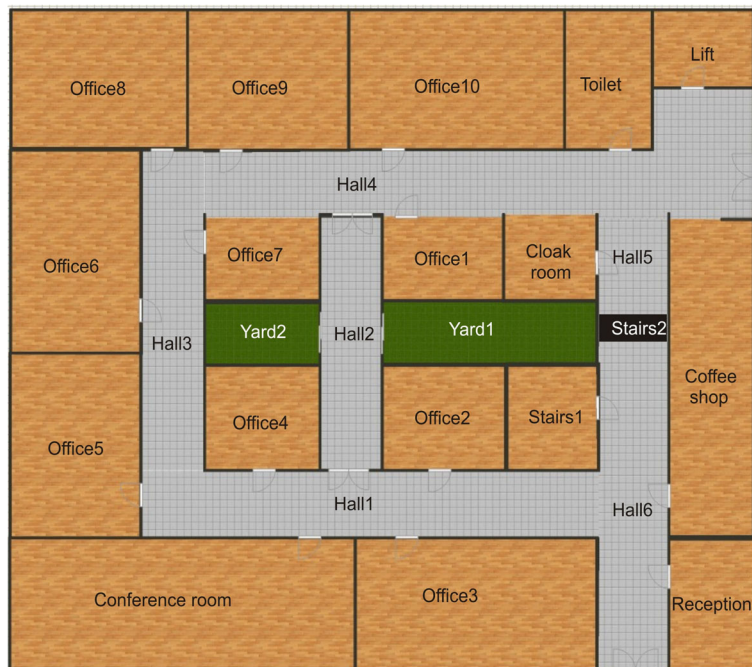 Lift
Office8
Office9
Office10
Toilet
Hall4
Office6
Office7
Office1
Cloak
room
Hall5
Yard2
Hall2
Yard1
Stairs2
Hall3
Coffee
shop
Office5
Office4
Office2
Stairs1
Hall1
Hall6
Conference room
Office3
Reception